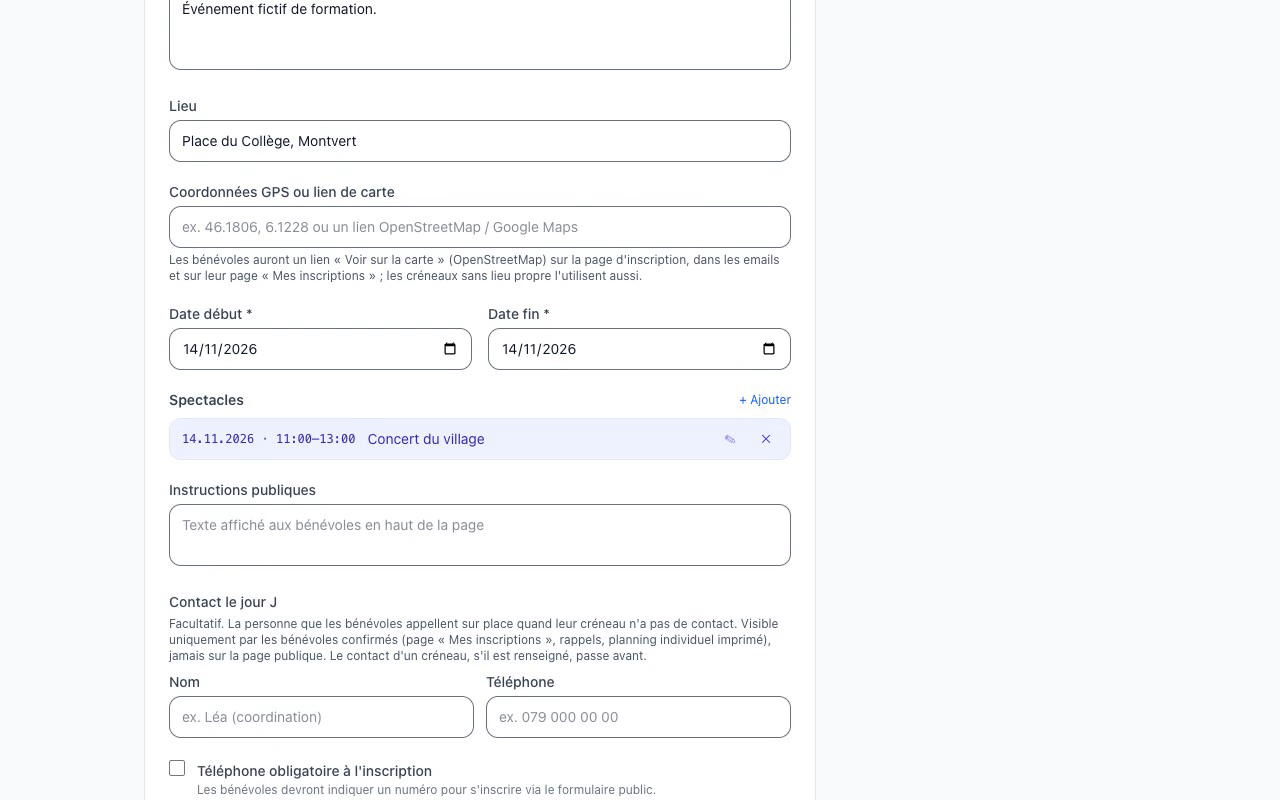 Événement fictif de formation.
Lieu
Place du Collège, Montvert
Coordonnées GPS ou lien de carte
ex. 46.1806, 6.1228 ou un lien OpenStreetMap / Google Maps
Les bénévoles auront un lien « Voir sur la carte » (OpenStreetMap) sur la page d'inscription, dans les emails
et sur leur page « Mes inscriptions » ; les créneaux sans lieu propre l'utilisent aussi.
Date début * Date fin *
14/11/2026 14/11/2026
Spectacles + Ajouter
14.11.2026 · 11:00–13:00 Concert du village ✎ ×
Instructions publiques
Texte affiché aux bénévoles en haut de la page
Contact le jour J
Facultatif. La personne que les bénévoles appellent sur place quand leur créneau n'a pas de contact. Visible
uniquement par les bénévoles confirmés (page « Mes inscriptions », rappels, planning individuel imprimé),
jamais sur la page publique. Le contact d'un créneau, s'il est renseigné, passe avant.
Nom Téléphone
ex. Léa (coordination) ex. 079 000 00 00
Téléphone obligatoire à l'inscription
Les bénévoles devront indiquer un numéro pour s'inscrire via le formulaire public.